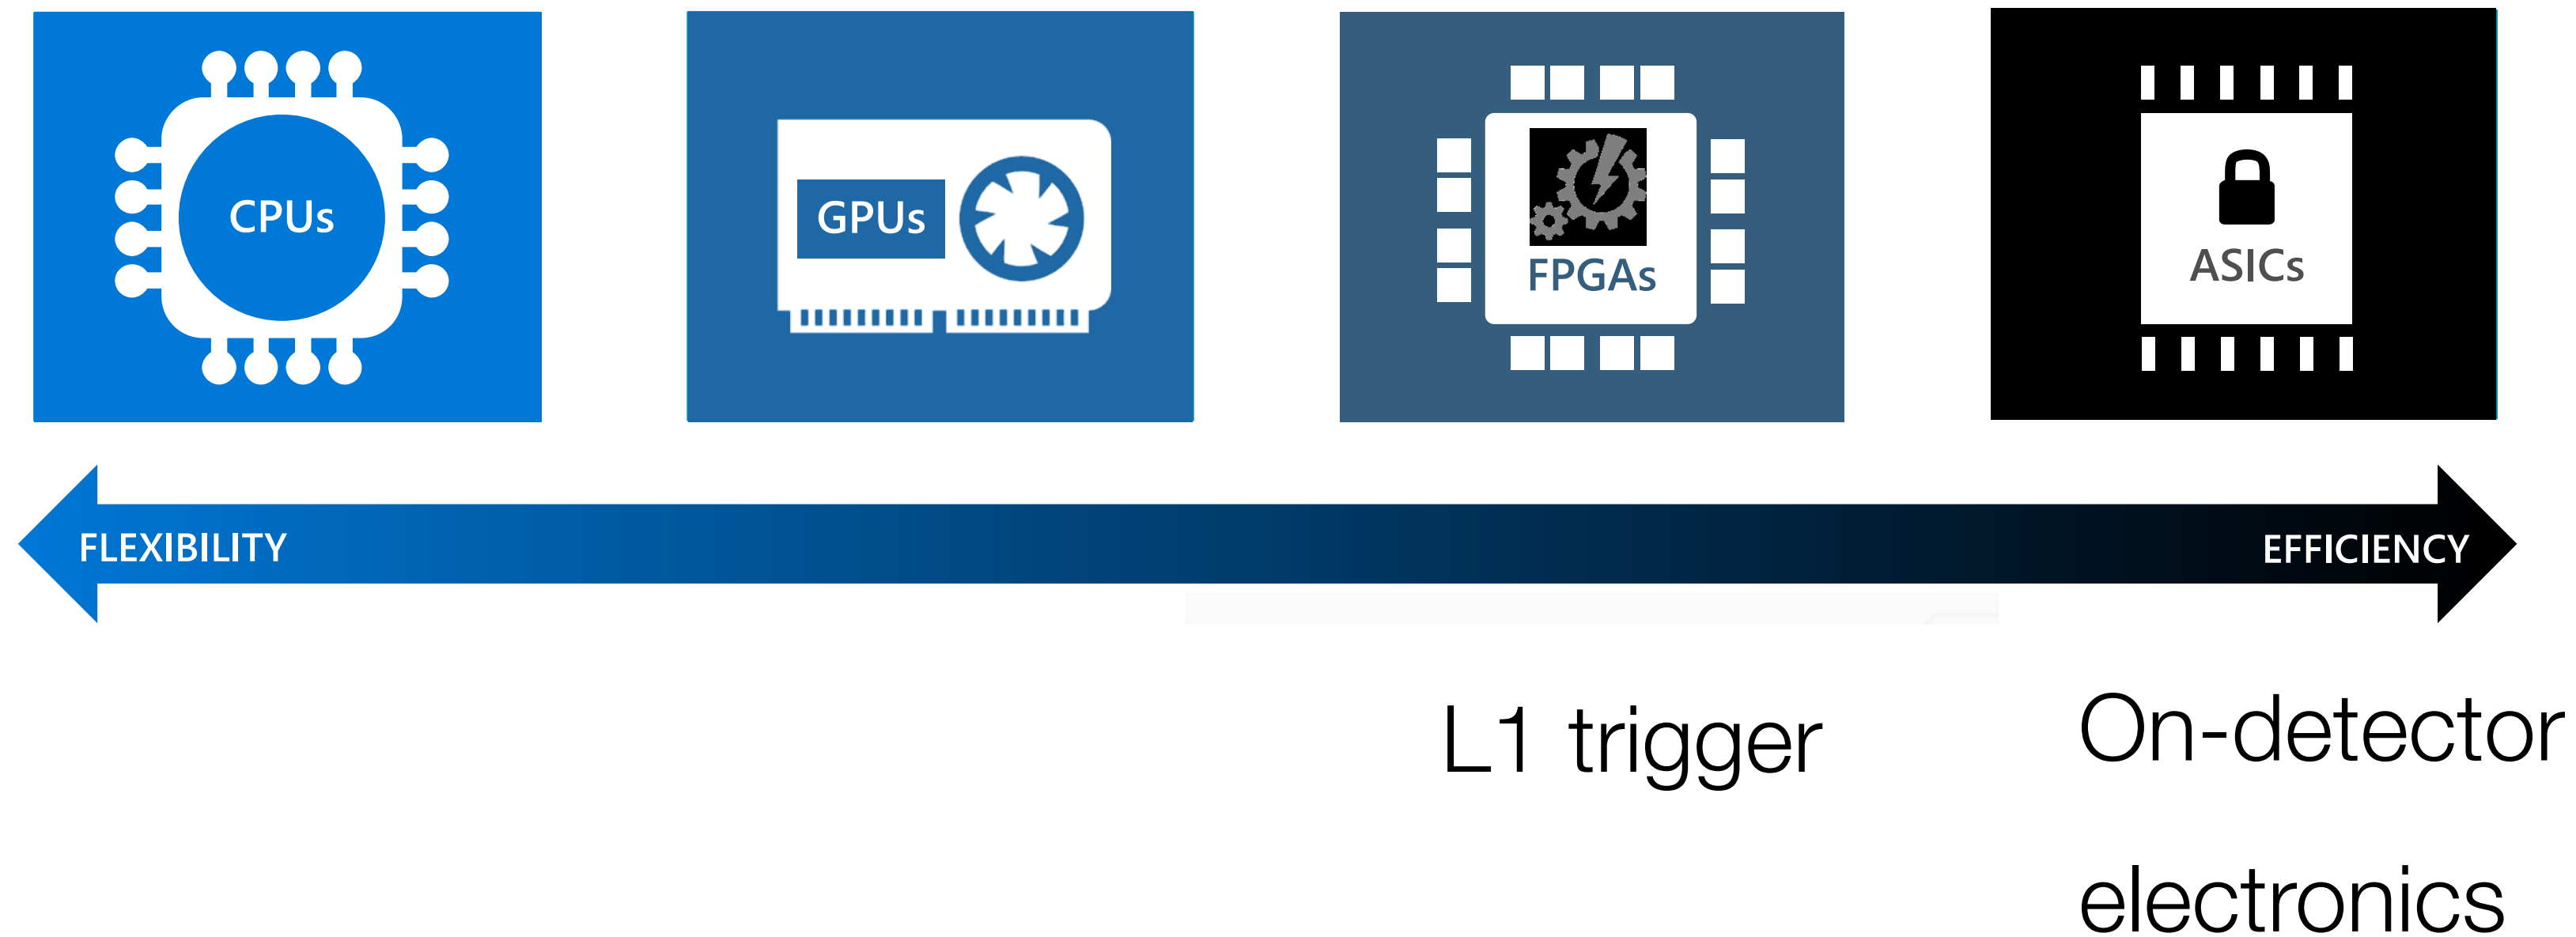 CPUs
GPUs
FPGAs
ASICs
FLEXIBILITY
EFFICIENCY
L1 trigger
On-detector
electronics